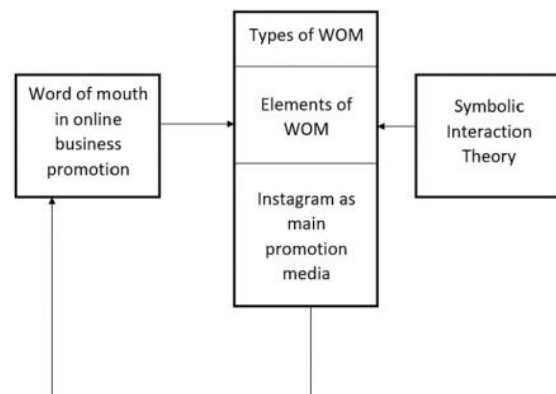 Word of mouth
in online
business
promotion
Types of WOM
Elements of
WOM
Instagram as
main
promotion
media
Symbolic
Interaction
Theory